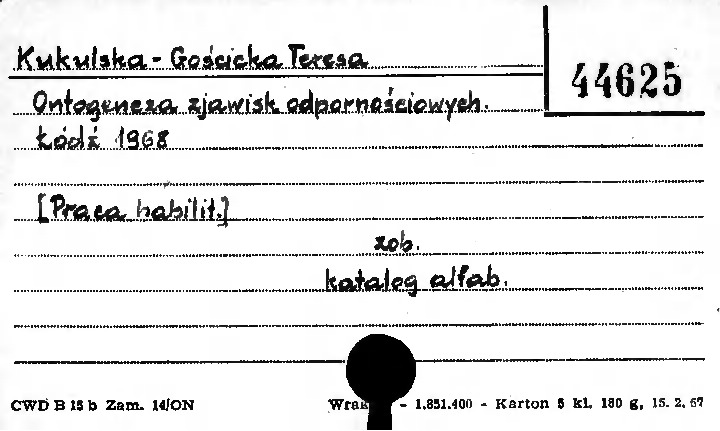 Kukulska-Gościcka Teresa
44625
Ontogeneza zjawisk odpornościowych.
Łódź 1968
[Praca habilit.]
zob.
katalog alfab.
CWD B 15 b Zam. 14/ON
- 1.851.400 - Karton 5 kl. 180 g, 15. 2. 67